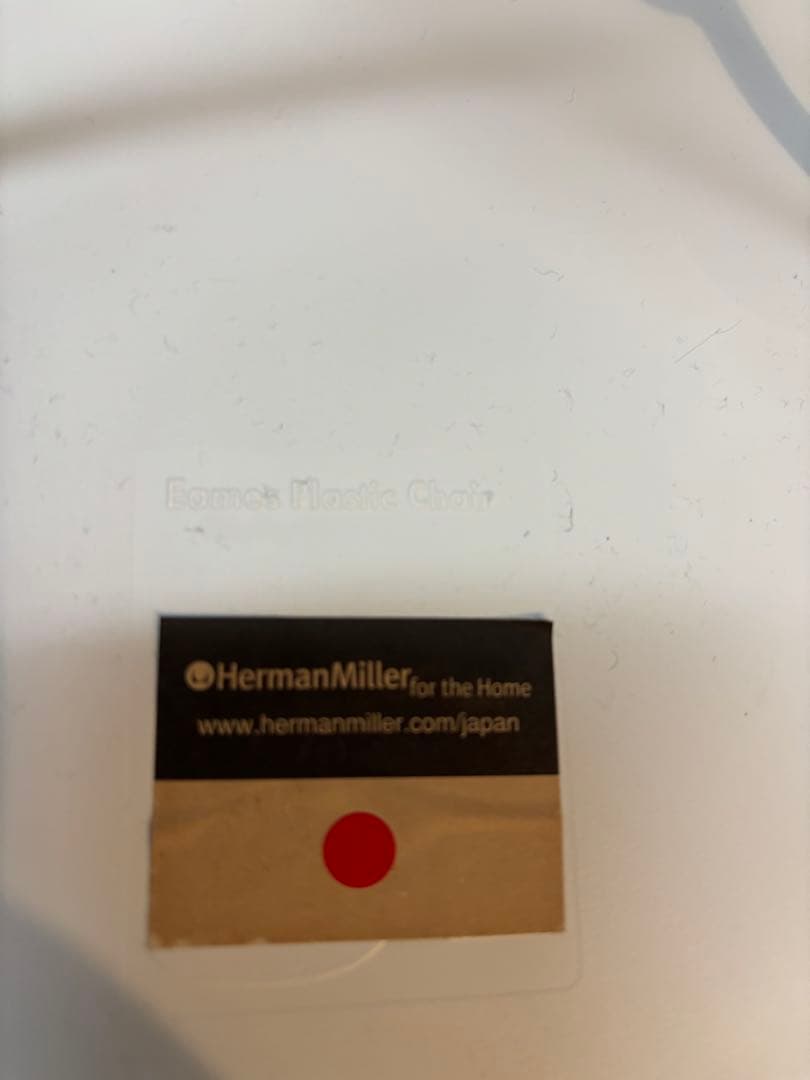 Eames Plastic Chair
HermanMiller for the Home
www.hermanmiller.com/japan